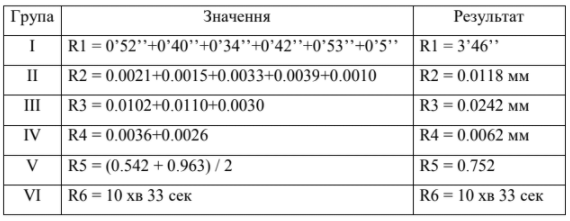 Група Значення Результат
I R1 = 0’52’’+0’40’’+0’34’’+0’42’’+0’53’’+0’5’’ R1 = 3’46’’
II R2 = 0.0021+0.0015+0.0033+0.0039+0.0010 R2 = 0.0118 мм
III R3 = 0.0102+0.0110+0.0030 R3 = 0.0242 мм
IV R4 = 0.0036+0.0026 R4 = 0.0062 мм
V R5 = (0.542 + 0.963) / 2 R5 = 0.752
VI R6 = 10 хв 33 сек R6 = 10 хв 33 сек